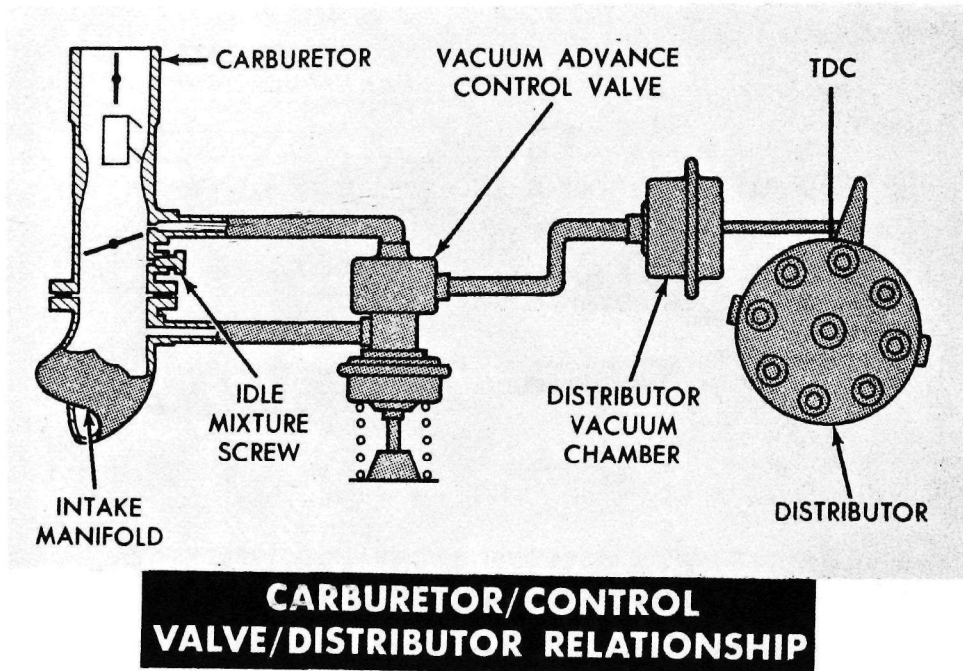 CARBURETOR
VACUUM ADVANCE
CONTROL VALVE
TDC
IDLE
MIXTURE
SCREW
DISTRIBUTOR
VACUUM
CHAMBER
INTAKE
MANIFOLD
DISTRIBUTOR
CARBURETOR/CONTROL
VALVE/DISTRIBUTOR RELATIONSHIP